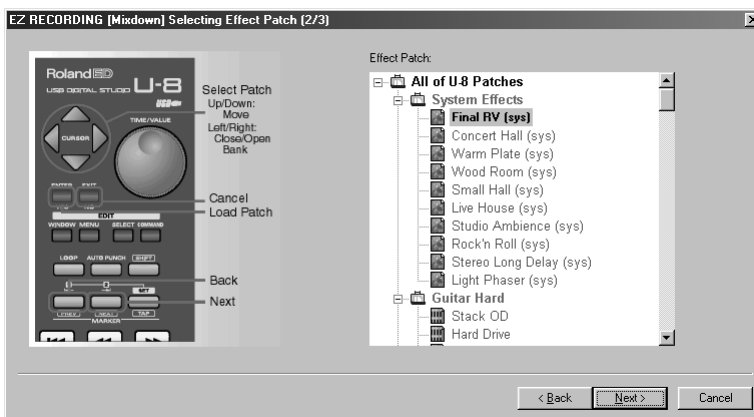 EZ RECORDING [Mixdown] Selecting Effect Patch (2/3)
Roland ED
USB DIGITAL STUDIO U-8
USB
TIME/VALUE
CURSOR
ENTER EXIT
EDIT
WINDOW MENU SELECT COMMAND
LOOP AUTO PUNCH SHIFT
SET
PREV NEXT TAP
MARKER
Select Patch
Up/Down:
Move
Left/Right:
Close/Open
Bank
Cancel
Load Patch
Back
Next
Effect Patch:
All of U-8 Patches
System Effects
Final RV (sys)
Concert Hall (sys)
Warm Plate (sys)
Wood Room (sys)
Small Hall (sys)
Live House (sys)
Studio Ambience (sys)
Rock'n Roll (sys)
Stereo Long Delay (sys)
Light Phaser (sys)
Guitar Hard
Stack OD
Hard Drive
< Back Next > Cancel